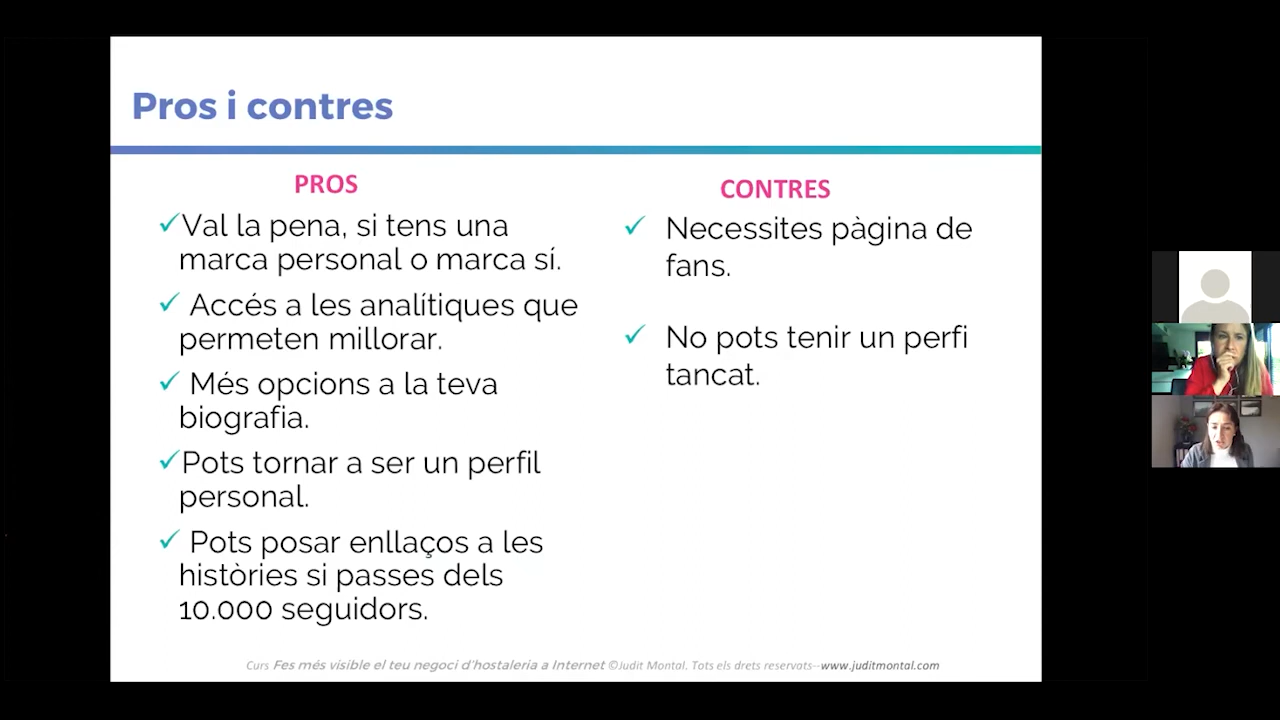 Pros i contres
PROS
Val la pena, si tens una
marca personal o marca sí.
Accés a les analítiques que
permeten millorar.
Més opcions a la teva
biografia.
Pots tornar a ser un perfil
personal.
Pots posar enllaços a les
històries si passes dels
10.000 seguidors.
CONTRES
Necessites pàgina de
fans.
No pots tenir un perfi
tancat.
Curs Fes més visible el teu negoci d'hostaleria a Internet ©Judit Montal. Tots els drets reservats--www.juditmontal.com